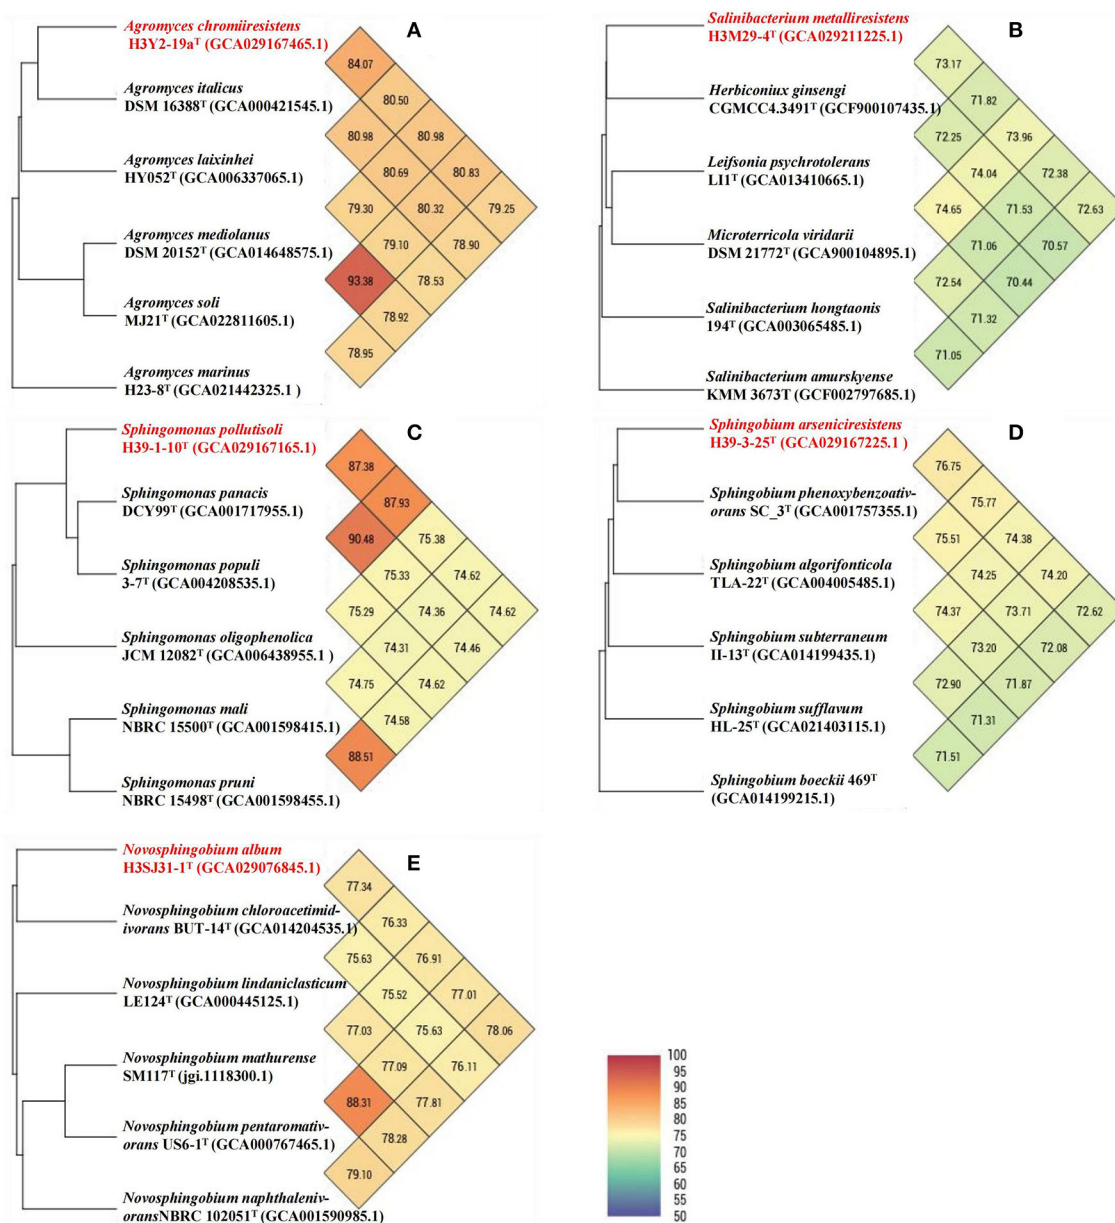 A
Agromyces chromiiresistens
H3Y2-19aᵀ (GCA029167465.1)
Agromyces italicus
DSM 16388ᵀ (GCA000421545.1)
Agromyces laixinhei
HY052ᵀ (GCA006337065.1)
Agromyces mediolanus
DSM 20152ᵀ (GCA014648575.1)
Agromyces soli
MJ21ᵀ (GCA022811605.1)
Agromyces marinus
H23-8ᵀ (GCA021442325.1 )
84.07
80.50
80.98
80.98
80.69
80.83
79.30
80.32
79.25
79.10
78.90
93.38
78.53
78.92
78.95
B
Salinibacterium metalliresistens
H3M29-4ᵀ (GCA029211225.1)
Herbiconiux ginsengi
CGMCC4.3491ᵀ (GCF900107435.1)
Leifsonia psychrotolerans
LI1ᵀ (GCA013410665.1)
Microterricola viridarii
DSM 21772ᵀ (GCA900104895.1)
Salinibacterium hongtaonis
194ᵀ (GCA003065485.1)
Salinibacterium amurskyense
KMM 3673T (GCF002797685.1)
73.17
71.82
72.25
73.96
74.04
72.38
74.65
71.53
72.63
71.06
70.57
72.54
70.44
71.32
71.05
C
Sphingomonas pollutisoli
H39-1-10ᵀ (GCA029167165.1)
Sphingomonas panacis
DCY99ᵀ (GCA001717955.1)
Sphingomonas populi
3-7ᵀ (GCA004208535.1)
Sphingomonas oligophenolica
JCM 12082ᵀ (GCA006438955.1 )
Sphingomonas mali
NBRC 15500ᵀ (GCA001598415.1)
Sphingomonas pruni
NBRC 15498ᵀ (GCA001598455.1)
87.38
87.93
90.48
75.38
75.33
74.62
75.29
74.36
74.62
74.31
74.46
74.75
74.62
74.58
88.51
D
Sphingobium arseniciresistens
H39-3-25ᵀ (GCA029167225.1 )
Sphingobium phenoxybenzoativ-
orans SC_3ᵀ (GCA001757355.1)
Sphingobium algorifonticola
TLA-22ᵀ (GCA004005485.1)
Sphingobium subterraneum
II-13ᵀ (GCA014199435.1)
Sphingobium sufflavum
HL-25ᵀ (GCA021403115.1)
Sphingobium boeckii 469ᵀ
(GCA014199215.1)
76.75
75.77
75.51
74.38
74.25
74.20
74.37
73.71
72.62
73.20
72.08
72.90
71.87
71.31
71.51
E
Novosphingobium album
H3SJ31-1ᵀ (GCA029076845.1)
Novosphingobium chloroacetimid-
ivorans BUT-14ᵀ (GCA014204535.1)
Novosphingobium lindaniclasticum
LE124ᵀ (GCA000445125.1)
Novosphingobium mathurense
SM117ᵀ (jgi.1118300.1)
Novosphingobium pentaromativ-
orans US6-1ᵀ (GCA000767465.1)
Novosphingobium naphthaleniv-
oransNBRC 102051ᵀ (GCA001590985.1)
77.34
76.33
75.63
76.91
75.52
77.01
77.03
75.63
78.06
77.09
76.11
88.31
77.81
78.28
79.10
100
95
90
85
80
75
70
65
60
55
50